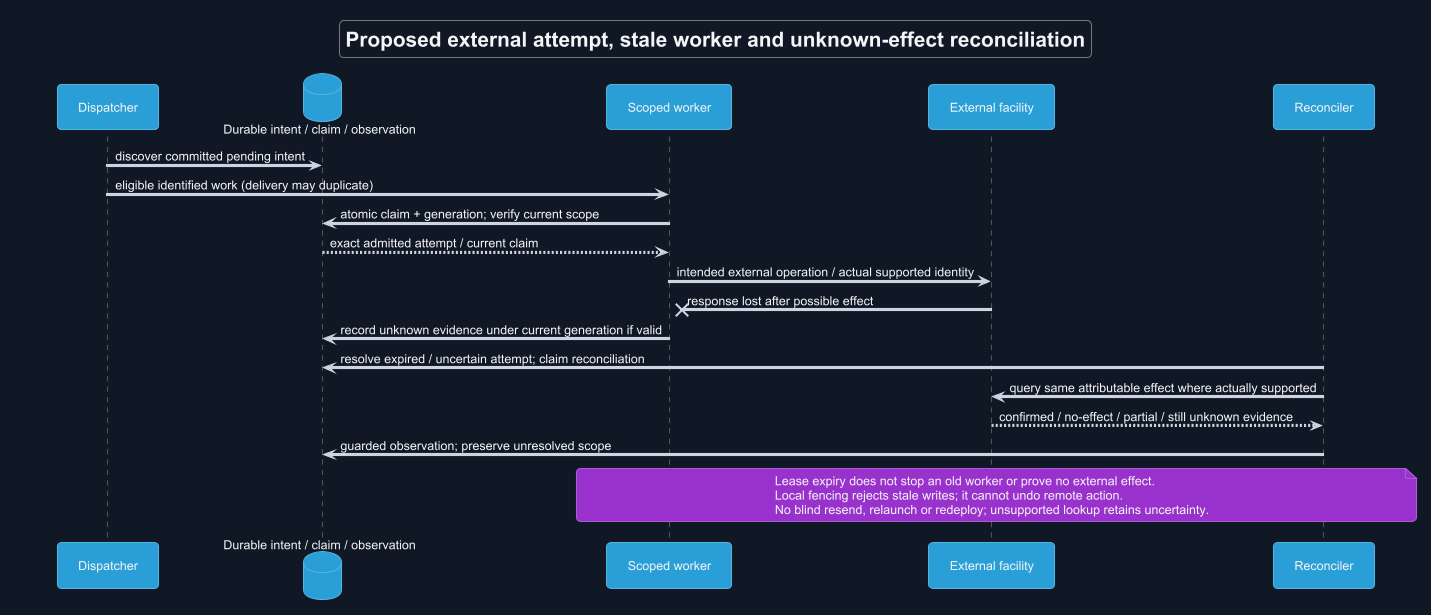 Proposed external attempt, stale worker and unknown-effect reconciliation
Dispatcher
Durable intent / claim / observation
Scoped worker
External facility
Reconciler
discover committed pending intent
eligible identified work (delivery may duplicate)
atomic claim + generation; verify current scope
exact admitted attempt / current claim
intended external operation / actual supported identity
response lost after possible effect
record unknown evidence under current generation if valid
resolve expired / uncertain attempt; claim reconciliation
query same attributable effect where actually supported
confirmed / no-effect / partial / still unknown evidence
guarded observation; preserve unresolved scope
Lease expiry does not stop an old worker or prove no external effect.
Local fencing rejects stale writes; it cannot undo remote action.
No blind resend, relaunch or redeploy; unsupported lookup retains uncertainty.
Dispatcher
Durable intent / claim / observation
Scoped worker
External facility
Reconciler